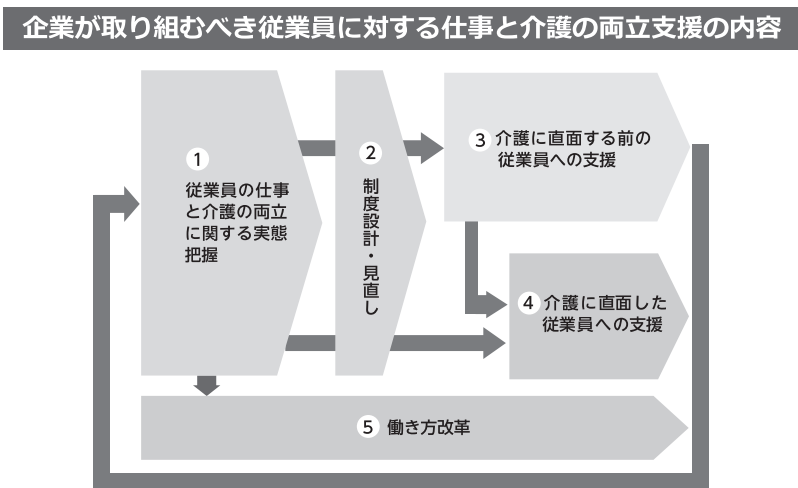 企業が取り組むべき従業員に対する仕事と介護の両立支援の内容
1
従業員の仕事
と介護の両立
に関する実態
把握
2
制度設計・見直し
3 介護に直面する前の
従業員への支援
4 介護に直面した
従業員への支援
5 働き方改革